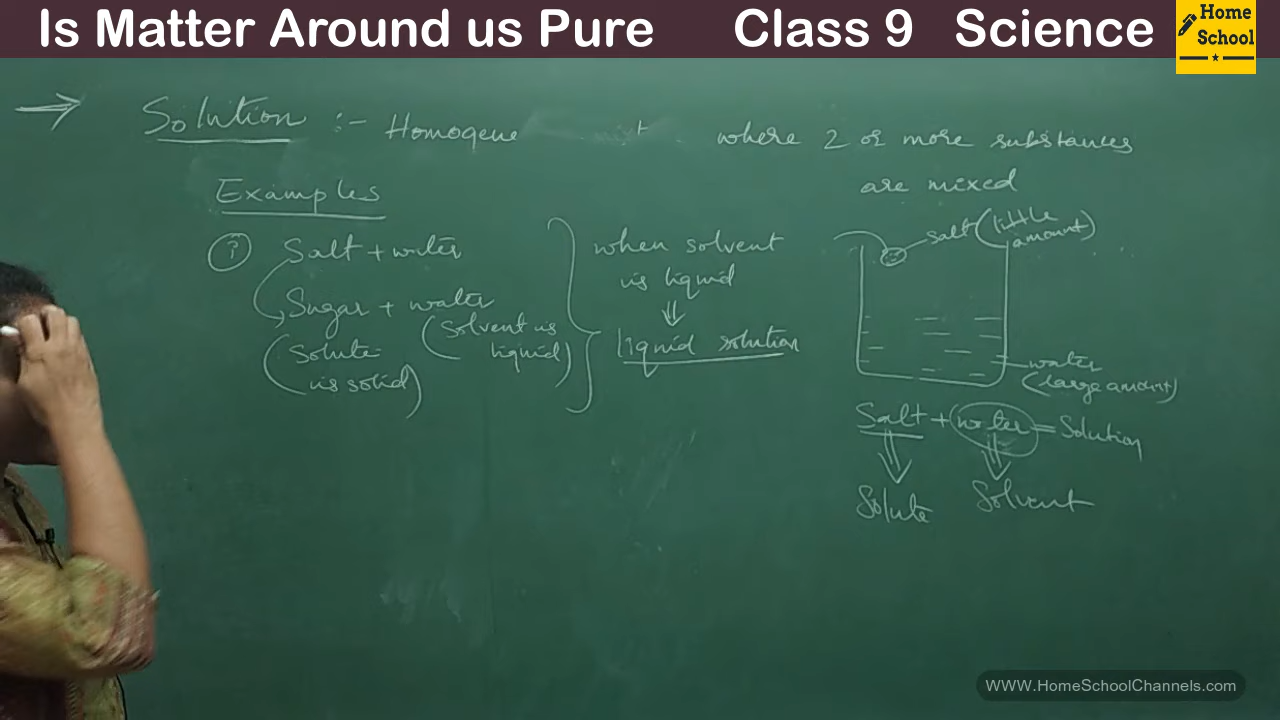 Is Matter Around us Pure Class 9 Science
Home
School
Solution :- Homogene where 2 or more substances
are mixed
Examples
(i) Salt + water
Sugar + water
(Solute
is solid)
(Solvent is
liquid)
when solvent
is liquid
⇓
liquid solution
salt (little
amount)
water
(large amount)
Salt + water = Solution
⇓ ⇓
Solute Solvent
WWW.HomeSchoolChannels.com